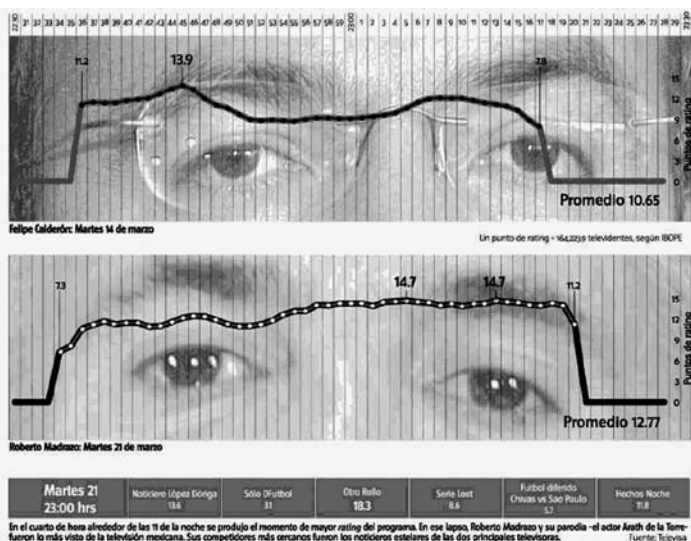 22:30 31 32 33 34 35 36 37 38 39 40 41 42 43 44 45 46 47 48 49 50 51 52 53 54 55 56 57 58 59 23:00 1 2 3 4 5 6 7 8 9 10 11 12 13 14 15 16 17 18 19 20 21 22 23 24 25 26 27 28 29 23:30
11.2
13.9
7.8
15
12
9
6
3
0
Puntos de rating
Promedio 10.65
Felipe Calderón: Martes 14 de marzo
Un punto de rating = 164,223.9 televidentes, según IBOPE
7.3
14.7
14.7
11.2
15
12
9
6
3
0
Puntos de rating
Promedio 12.77
Roberto Madrazo: Martes 21 de marzo
Martes 21
23:00 hrs
Noticiero López Dóriga
13.6
Sólo DFutbol
3.1
Otro Rollo
18.3
Serie Lost
8.6
Futbol diferido
Chivas vs Sao Paulo
5.7
Hechos Noche
11.8
En el cuarto de hora alrededor de las 11 de la noche se produjo el momento de mayor rating del programa. En ese lapso, Roberto Madrazo y su parodia -el actor Arath de la Torre-
fueron lo más visto de la televisión mexicana. Sus competidores más cercanos fueron los noticieros estelares de las dos principales televisoras.
Fuente: Televisa